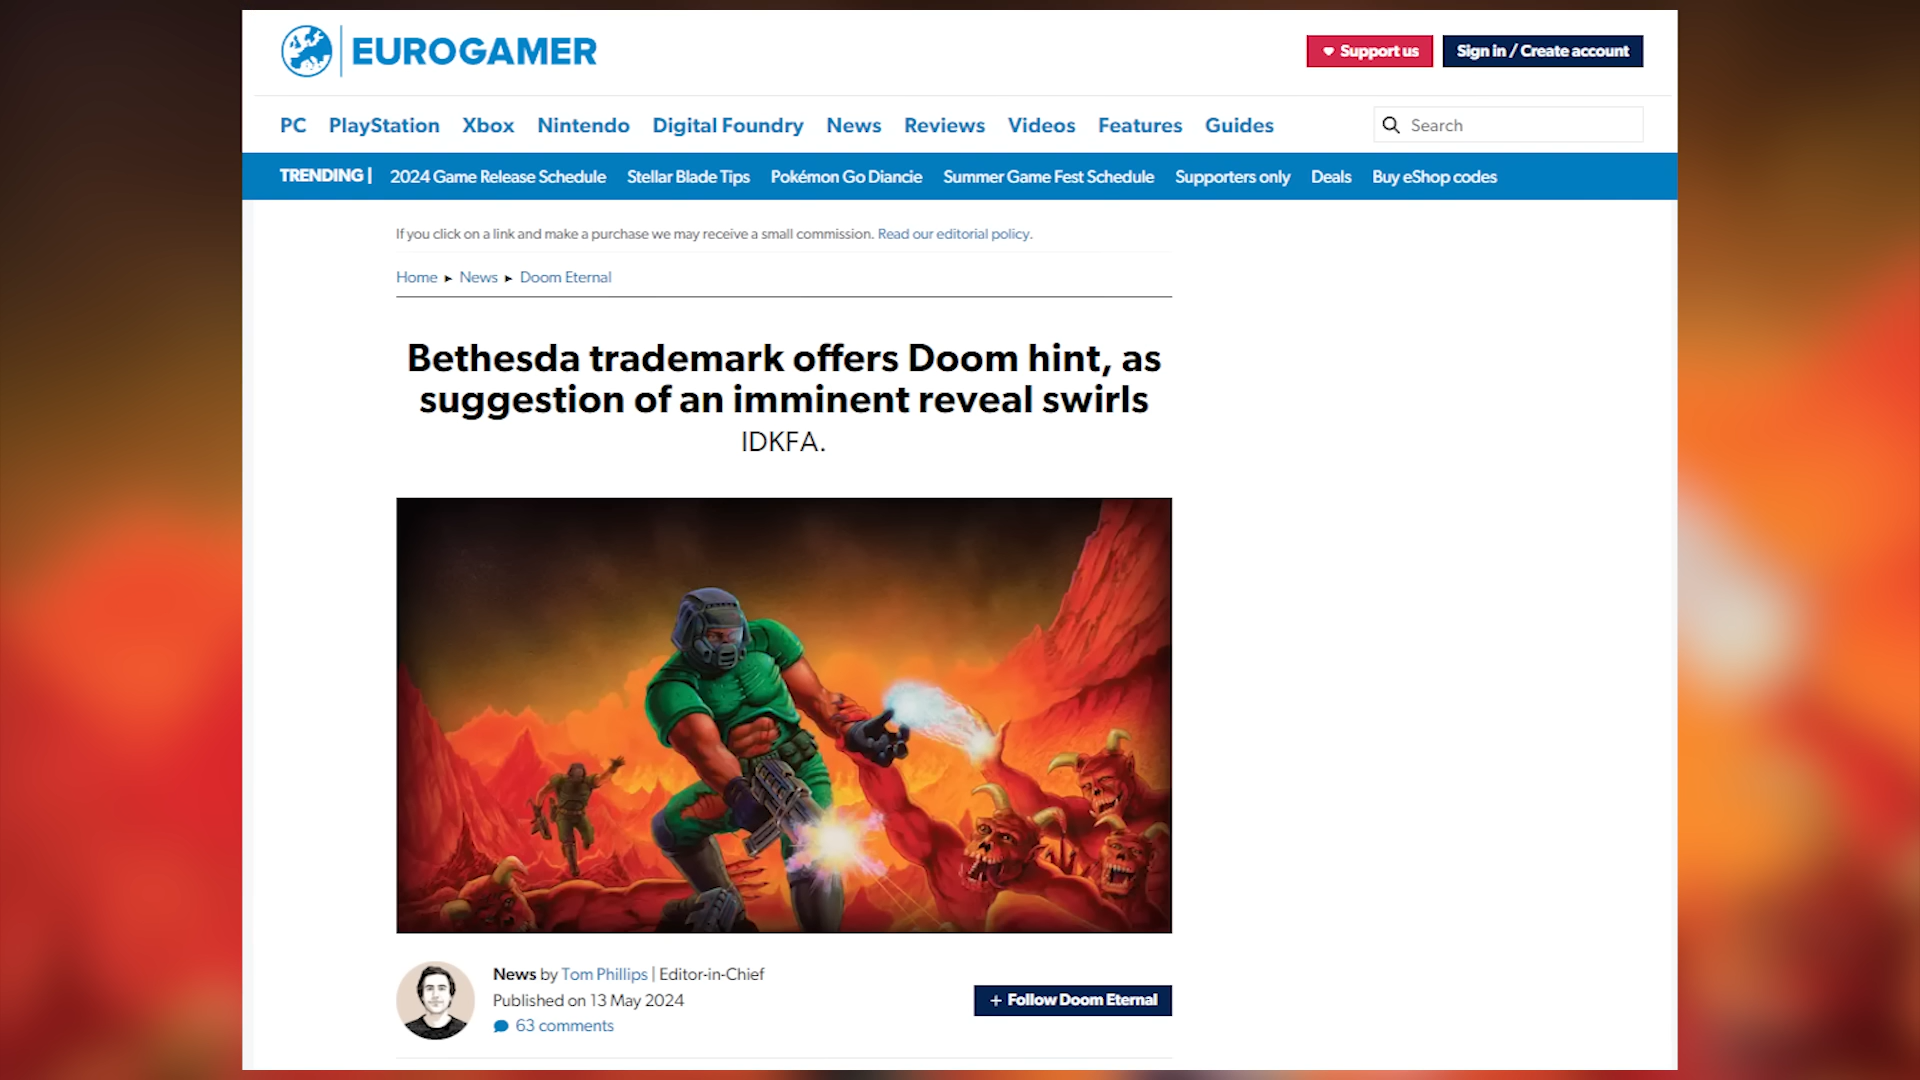 EUROGAMER
Support us
Sign in / Create account
PC PlayStation Xbox Nintendo Digital Foundry News Reviews Videos Features Guides
Search
TRENDING | 2024 Game Release Schedule Stellar Blade Tips Pokémon Go Diancie Summer Game Fest Schedule Supporters only Deals Buy eShop codes
If you click on a link and make a purchase we may receive a small commission. Read our editorial policy.
Home ▸ News ▸ Doom Eternal
Bethesda trademark offers Doom hint, as
suggestion of an imminent reveal swirls
IDKFA.
News by Tom Phillips | Editor-in-Chief
Published on 13 May 2024
63 comments
+ Follow Doom Eternal